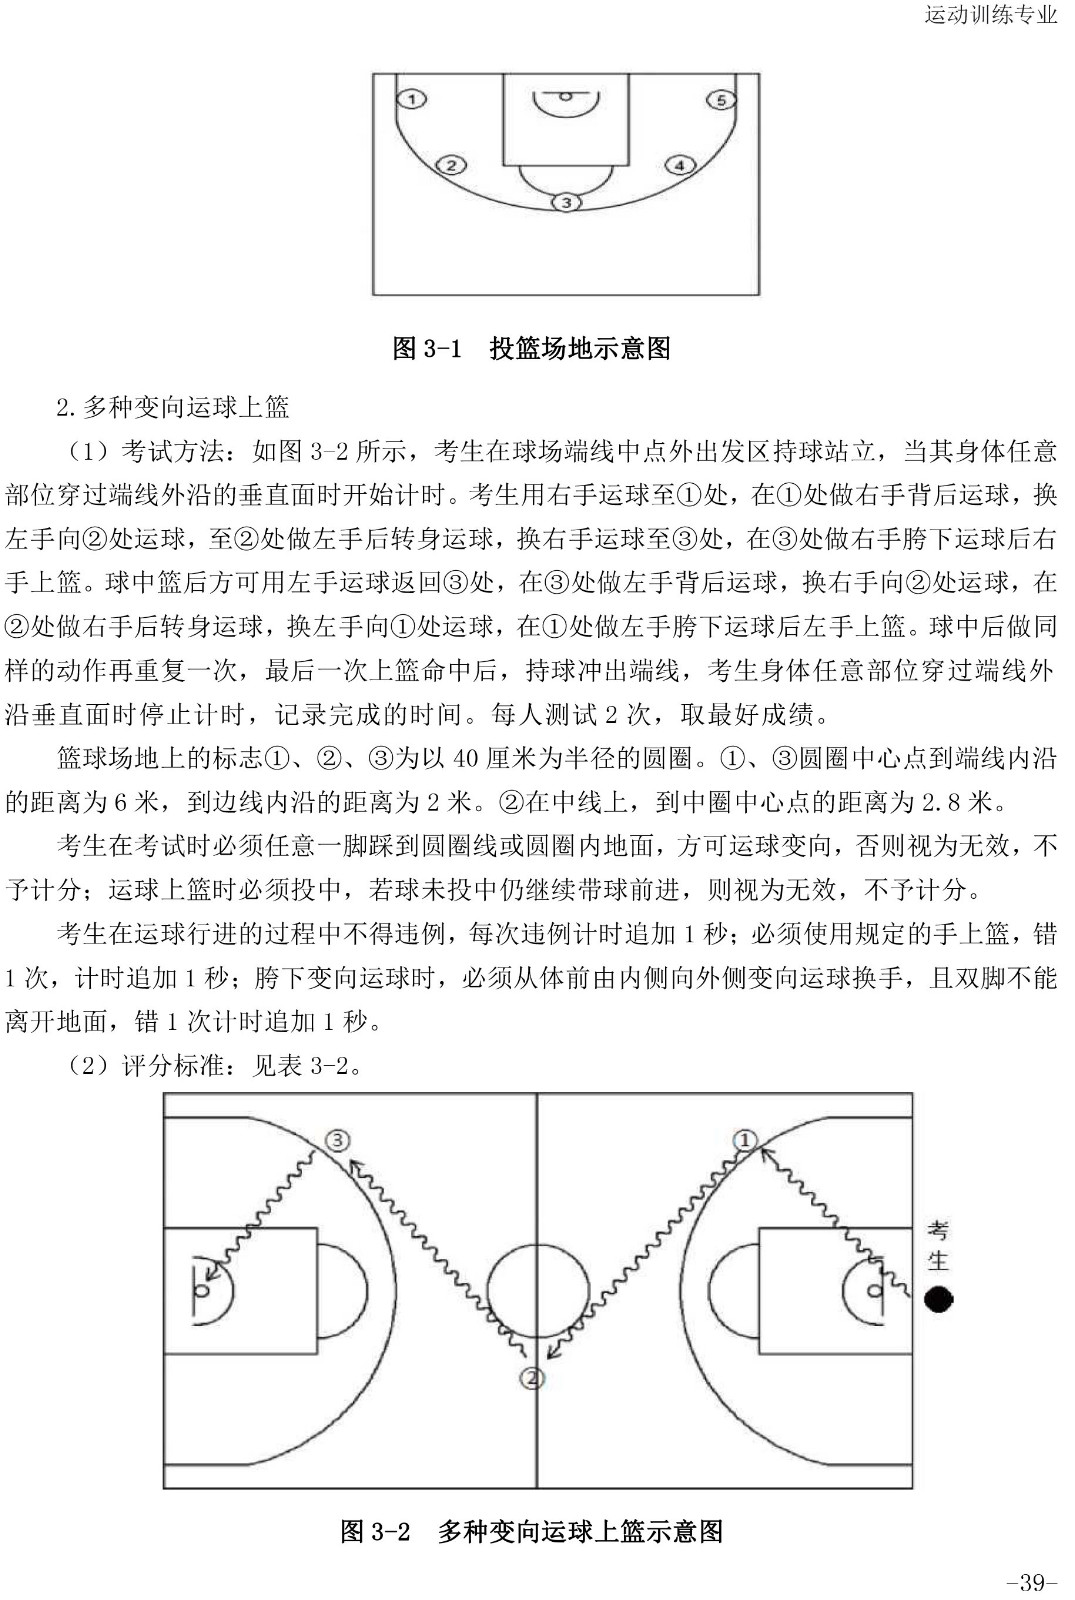 运动训练专业
①
⑤
②
④
③
图 3-1 投篮场地示意图
2.多种变向运球上篮
（1）考试方法：如图 3-2 所示，考生在球场端线中点外出发区持球站立，当其身体任意
部位穿过端线外沿的垂直面时开始计时。考生用右手运球至①处，在①处做右手背后运球，换
左手向②处运球，至②处做左手后转身运球，换右手运球至③处，在③处做右手胯下运球后右
手上篮。球中篮后方可用左手运球返回③处，在③处做左手背后运球，换右手向②处运球，在
②处做右手后转身运球，换左手向①处运球，在①处做左手胯下运球后左手上篮。球中后做同
样的动作再重复一次，最后一次上篮命中后，持球冲出端线，考生身体任意部位穿过端线外
沿垂直面时停止计时，记录完成的时间。每人测试 2 次，取最好成绩。
篮球场地上的标志①、②、③为以 40 厘米为半径的圆圈。①、③圆圈中心点到端线内沿
的距离为 6 米，到边线内沿的距离为 2 米。②在中线上，到中圈中心点的距离为 2.8 米。
考生在考试时必须任意一脚踩到圆圈线或圆圈内地面，方可运球变向，否则视为无效，不
予计分；运球上篮时必须投中，若球未投中仍继续带球前进，则视为无效，不予计分。
考生在运球行进的过程中不得违例，每次违例计时追加 1 秒；必须使用规定的手上篮，错
1 次，计时追加 1 秒；胯下变向运球时，必须从体前由内侧向外侧变向运球换手，且双脚不能
离开地面，错 1 次计时追加 1 秒。
（2）评分标准：见表 3-2。
③
①
考
生
②
图 3-2 多种变向运球上篮示意图
-39-